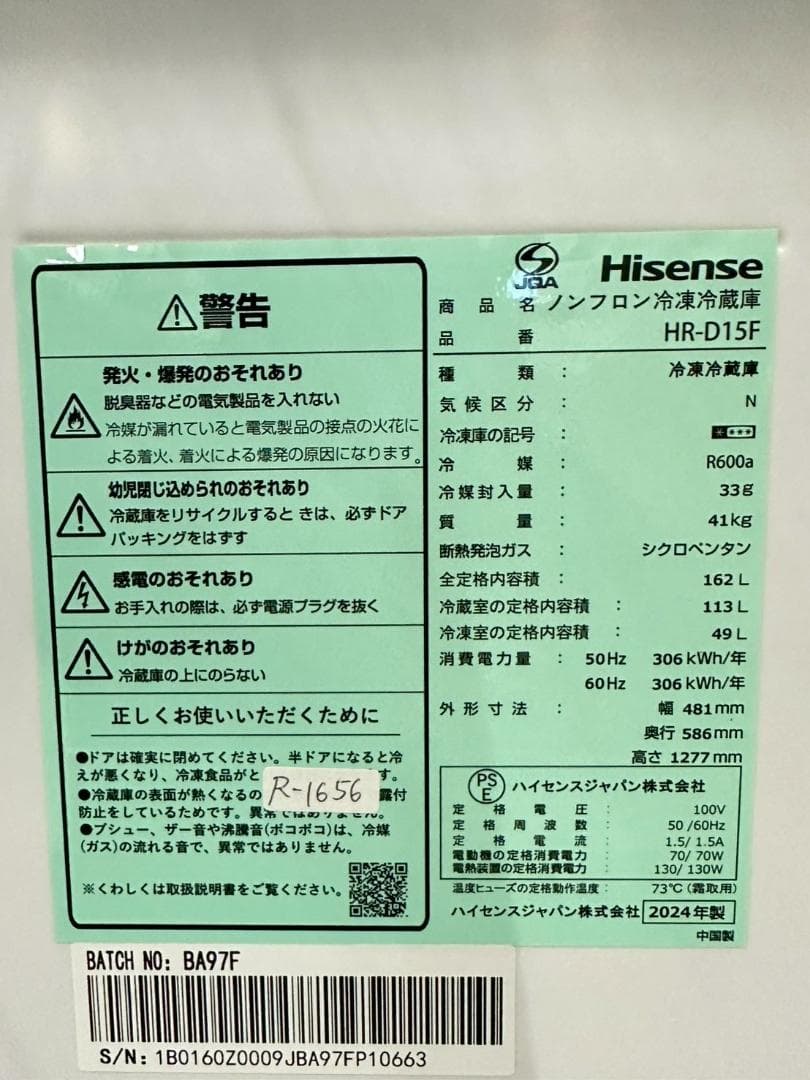 警告
発火・爆発のおそれあり
脱臭器などの電気製品を入れない
冷媒が漏れていると電気製品の接点の火花に
よる着火、着火による爆発の原因になります。
幼児閉じ込められのおそれあり
冷蔵庫をリサイクルすると きは、必ずドア
パッキングをはずす
感電のおそれあり
お手入れの際は、必ず電源プラグを抜く
けがのおそれあり
冷蔵庫の上にのらない
正しくお使いいただくために
●ドアは確実に閉めてください。半ドアになると冷
えが悪くなり、冷凍食品がと す。
●冷蔵庫の表面が熱くなるの 露付
防止をしているためです。異常ではありません。
●プシュー、ザー音や沸騰音(ポコポコ)は、冷媒
(ガス)の流れる音で、異常ではありません。
※くわしくは取扱説明書をご覧ください。
R-1656
JQA
Hisense
商品名 ノンフロン冷凍冷蔵庫
品番 HR-D15F
種類 : 冷凍冷蔵庫
気候区分 : N
冷凍庫の記号 :
冷媒 : R600a
冷媒封入量 : 33g
質量 : 41kg
断熱発泡ガス : シクロペンタン
全定格内容積 : 162 L
冷蔵室の定格内容積 : 113 L
冷凍室の定格内容積 : 49 L
消費電力量 : 50Hz 306 kWh/年
60Hz 306 kWh/年
外形寸法 : 幅 481mm
奥行 586mm
高さ 1277mm
PSE ハイセンスジャパン株式会社
定格電圧 : 100V
定格周波数 : 50/60Hz
定格電流 : 1.5/1.5A
電動機の定格消費電力 : 70/70W
電熱装置の定格消費電力 : 130/130W
温度ヒューズの定格動作温度 : 73℃(霜取用)
ハイセンスジャパン株式会社 2024年製
中国製
BATCH NO: BA97F
S/N: 1B0160Z0009JBA97FP10663